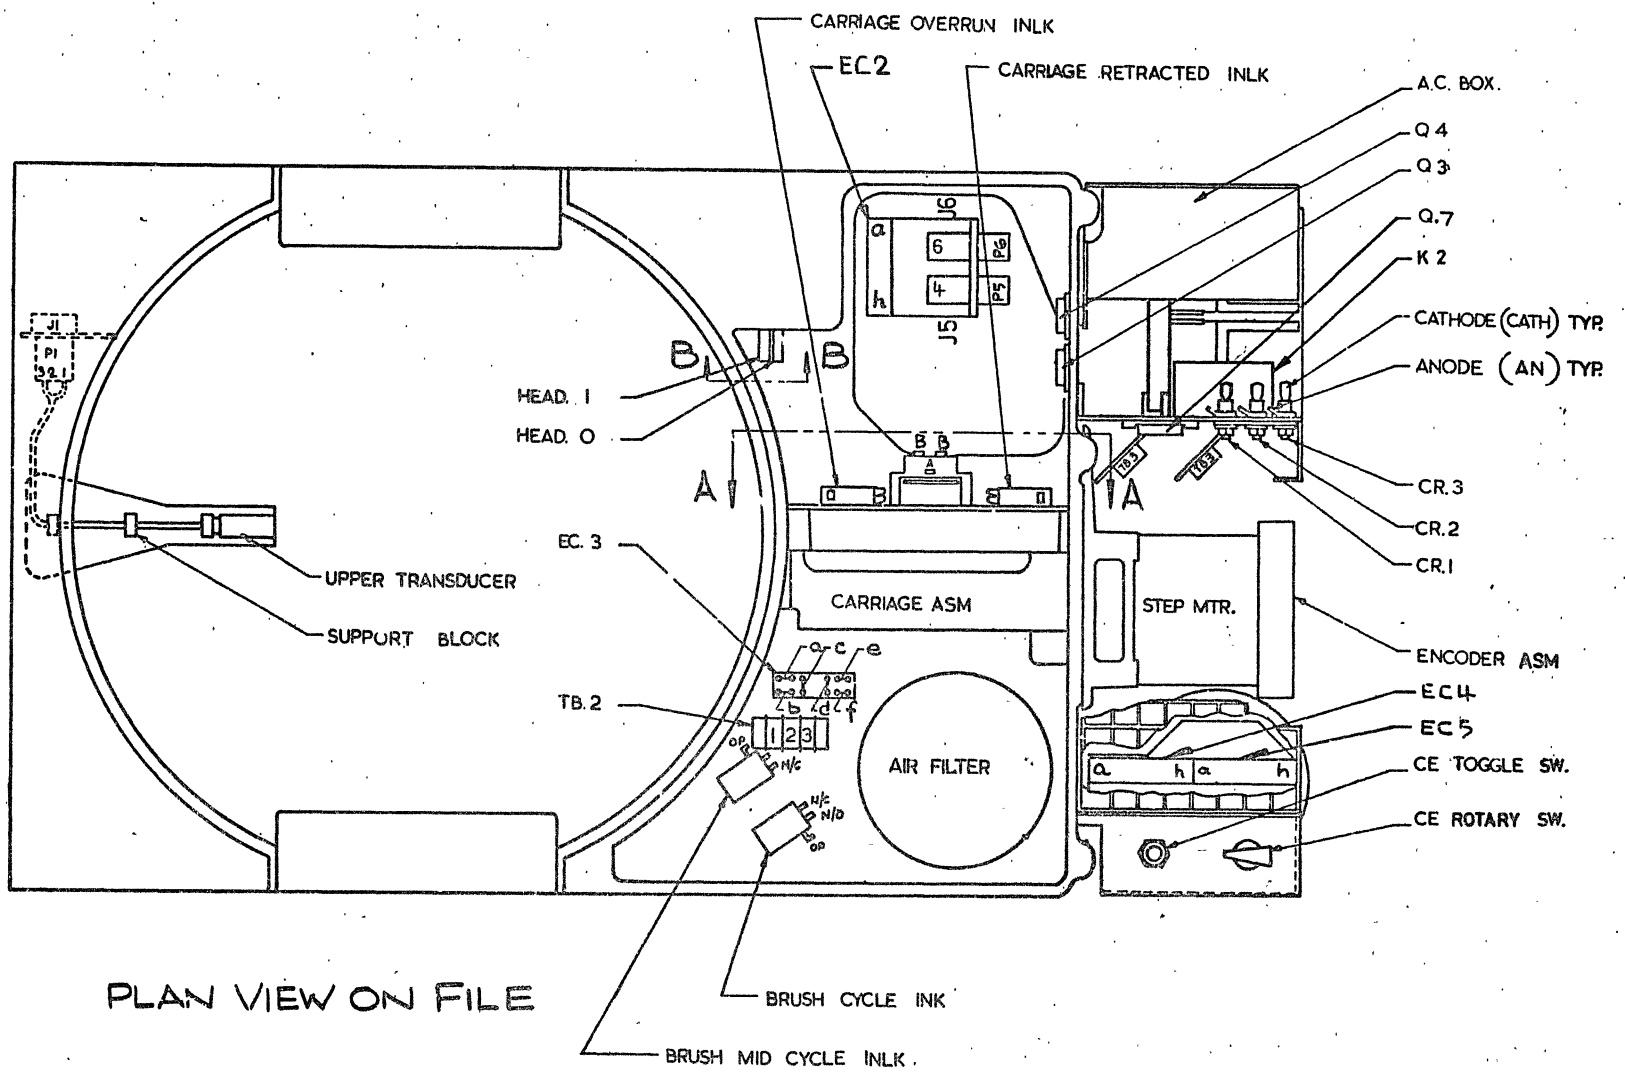 CARRIAGE OVERRUN INLK
EC2
CARRIAGE RETRACTED INLK
A.C. BOX.
Q 4
Q 3
Q.7
K 2
CATHODE (CATH) TYP.
ANODE (AN) TYP.
J6
a
6
P6
4
P5
h
J5
J1
P1
3 2 1
B
B
HEAD. 1
HEAD. 0
B B
A
A
A
TB3
TB3
CR.3
CR.2
CR.1
EC. 3
UPPER TRANSDUCER
CARRIAGE ASM
STEP MTR.
SUPPORT BLOCK
ENCODER ASM
a c e
b d f
TB.2
1 2 3
EC4
EC5
O.P
N/C
AIR FILTER
a h a h
CE TOGGLE SW.
N/C
N/O
O.P
CE ROTARY SW.
PLAN VIEW ON FILE
BRUSH CYCLE INK
BRUSH MID CYCLE INLK.